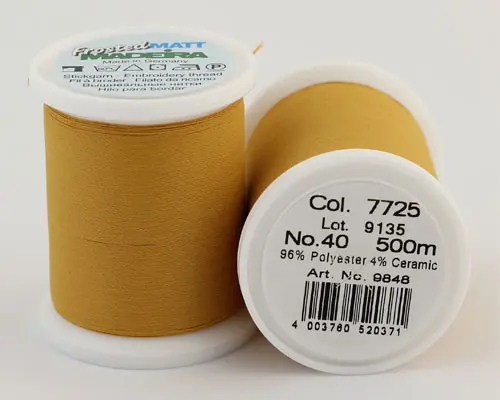 Frosted MATT
MADEIRA
Made in Germany
Stickgarn - Embroidery thread
Fil à broder - Filato da ricamo
Вышивальные нитки
Hilo para bordar
Col. 7725
Lot. 9135
No.40 500m
96% Polyester 4% Ceramic
Art. No. 9848
4 003760 520371